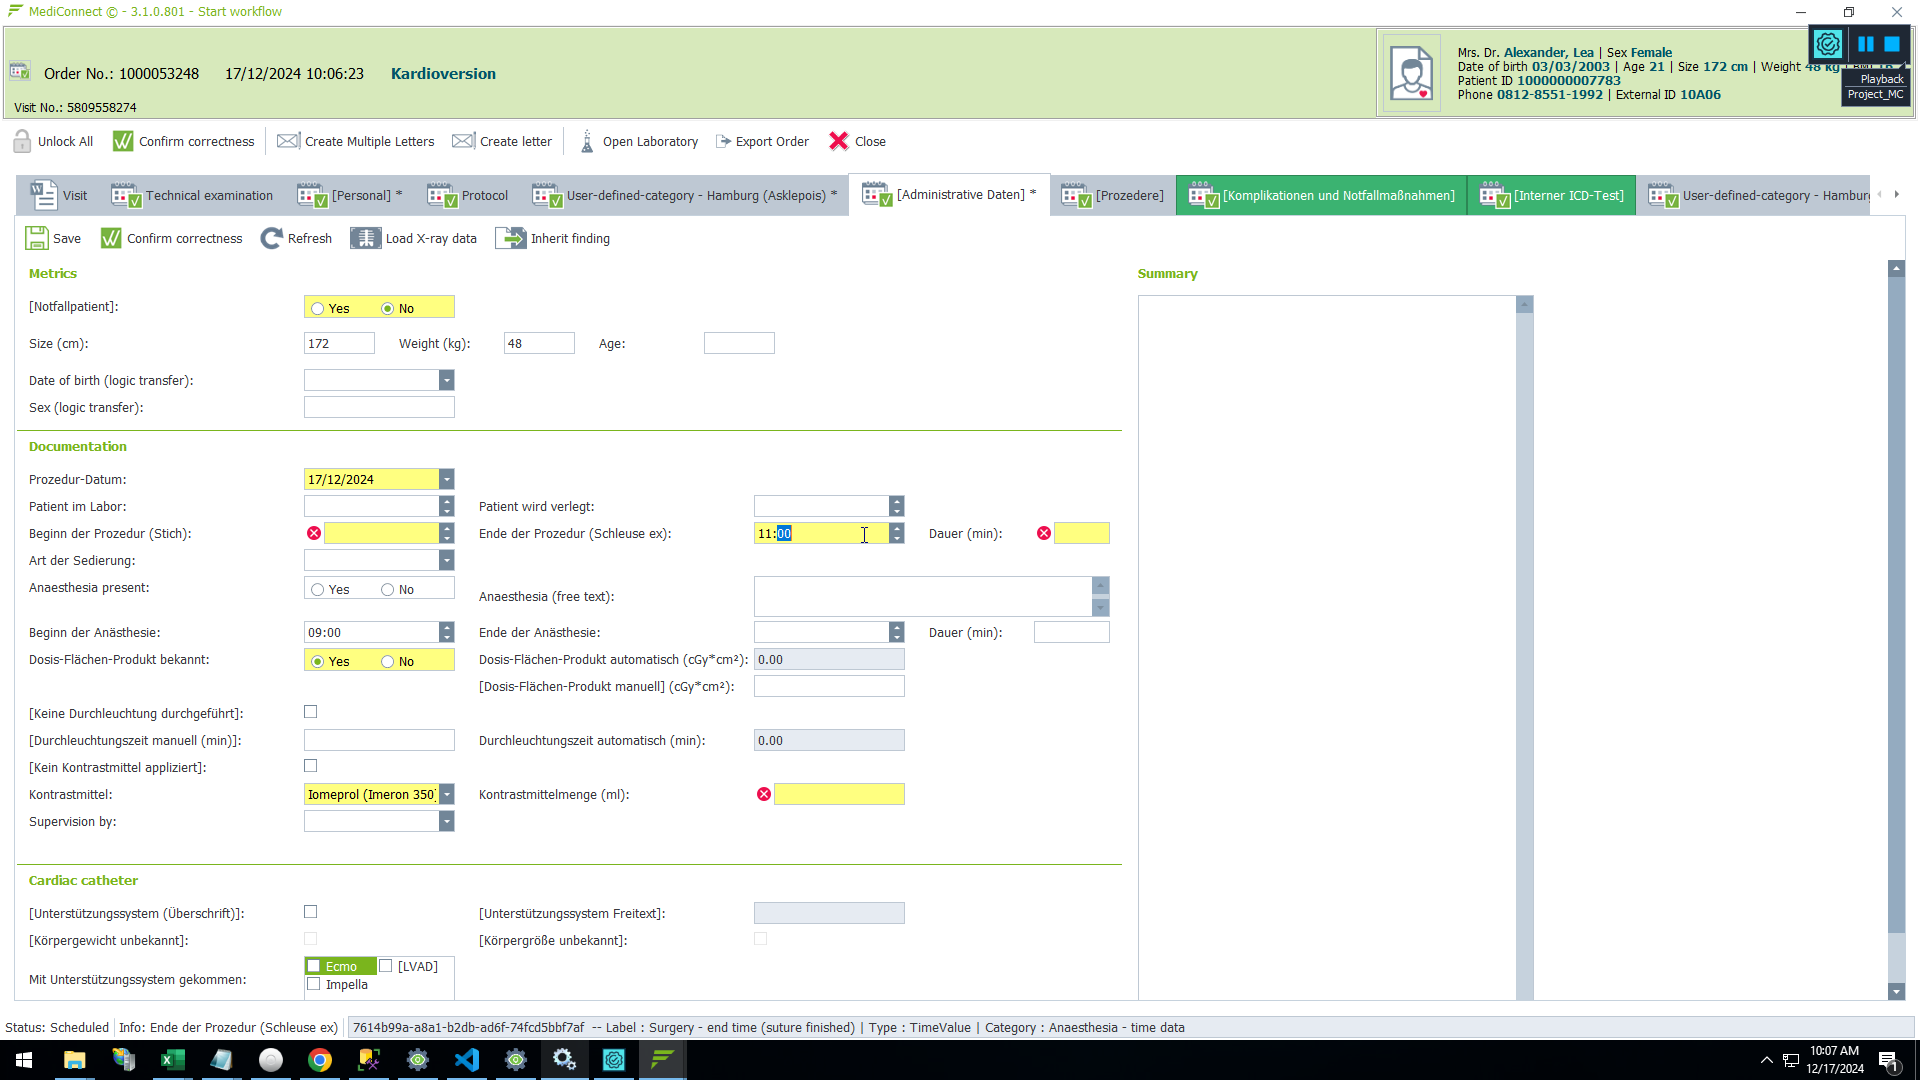 MediConnect © - 3.1.0.801 - Start workflow
Order No.: 1000053248 17/12/2024 10:06:23 Kardioversion
Visit No.: 5809558274
Mrs. Dr. Alexander, Lea | Sex Female
Date of birth 03/03/2003 | Age 21 | Size 172 cm | Weight 48 kg
Patient ID 1000000007783
Phone 0812-8551-1992 | External ID 10A06
Playback
Project_MC
Unlock All Confirm correctness Create Multiple Letters Create letter Open Laboratory Export Order Close
Visit Technical examination [Personal] * Protocol User-defined-category - Hamburg (Asklepois) * [Administrative Daten] * [Prozedere] [Komplikationen und Notfallmaßnahmen] [Interner ICD-Test] User-defined-category - Hamburg
Save Confirm correctness Refresh Load X-ray data Inherit finding
Metrics Summary
[Notfallpatient]: Yes No
Size (cm): 172 Weight (kg): 48 Age:
Date of birth (logic transfer):
Sex (logic transfer):
Documentation
Prozedur-Datum: 17/12/2024
Patient im Labor: Patient wird verlegt:
Beginn der Prozedur (Stich): Ende der Prozedur (Schleuse ex): 11:00 Dauer (min):
Art der Sedierung:
Anaesthesia present: Yes No Anaesthesia (free text):
Beginn der Anästhesie: 09:00 Ende der Anästhesie: Dauer (min):
Dosis-Flächen-Produkt bekannt: Yes No Dosis-Flächen-Produkt automatisch (cGy*cm²): 0.00
[Dosis-Flächen-Produkt manuell] (cGy*cm²):
[Keine Durchleuchtung durchgeführt]:
[Durchleuchtungszeit manuell (min)]: Durchleuchtungszeit automatisch (min): 0.00
[Kein Kontrastmittel appliziert]:
Kontrastmittel: Iomeprol (Imeron 350) Kontrastmittelmenge (ml):
Supervision by:
Cardiac catheter
[Unterstützungssystem (Überschrift)]: [Unterstützungssystem Freitext]:
[Körpergewicht unbekannt]: [Körpergröße unbekannt]:
Mit Unterstützungssystem gekommen: Ecmo [LVAD]
Impella
Status: Scheduled Info: Ende der Prozedur (Schleuse ex) 7614b99a-a8a1-b2db-ad6f-74fcd5bbf7af -- Label : Surgery - end time (suture finished) | Type : TimeValue | Category : Anaesthesia - time data
10:07 AM
12/17/2024
1